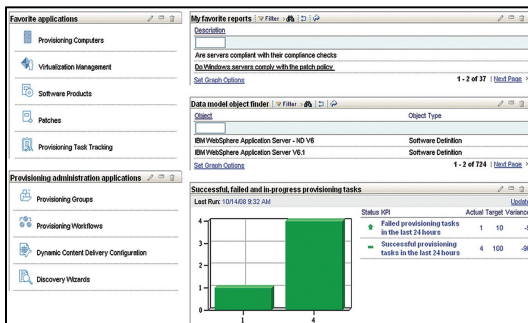 Favorite applications
Provisioning Computers
Virtualization Management
Software Products
Patches
Provisioning Task Tracking
Provisioning administration applications
Provisioning Groups
Provisioning Workflows
Dynamic Content Delivery Configuration
Discovery Wizards
My favorite reports Filter
Description
Are servers compliant with their compliance checks
Do Windows servers comply with the patch policy
Set Graph Options 1 - 2 of 37 Next Page
Data model object finder Filter
Object Object Type
IBM WebSphere Application Server - ND V6 Software Definition
IBM WebSphere Application Server V6.1 Software Definition
Set Graph Options 1 - 2 of 724 Next Page
Successful, failed and in-progress provisioning tasks
Last Run: 10/14/08 9:32 AM Update
Status KPI Actual Target Variance
Failed provisioning tasks in the last 24 hours 1 10
Successful provisioning tasks in the last 24 hours 4 100
4
3
2
1
0
1 4